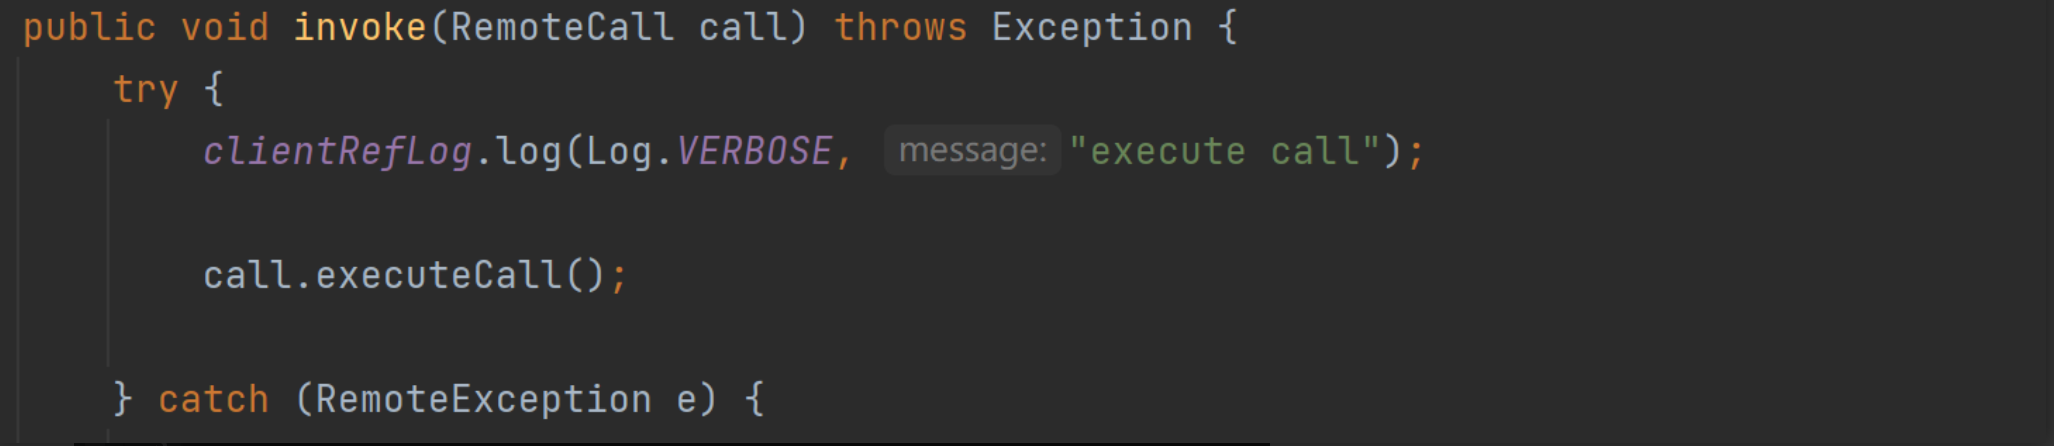 public void invoke(RemoteCall call) throws Exception {
try {
clientRefLog.log(Log.VERBOSE, message: "execute call");
call.executeCall();
} catch (RemoteException e) {